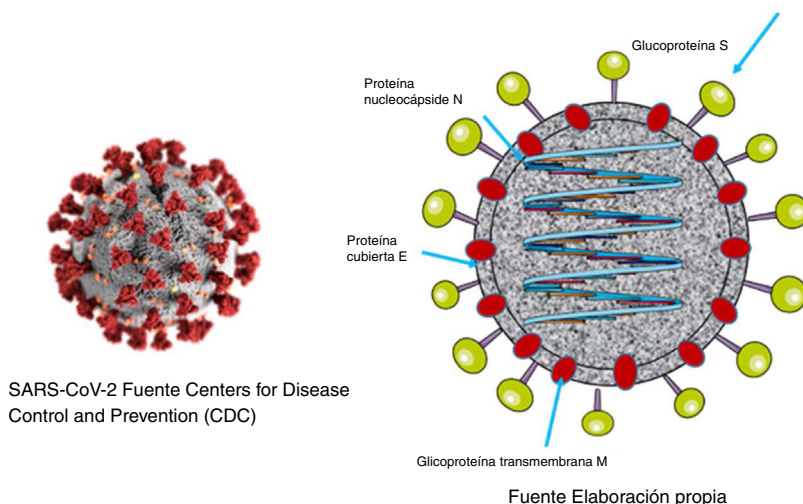 Glucoproteína S
Proteína
nucleocápside N
Proteína
cubierta E
SARS-CoV-2 Fuente Centers for Disease
Control and Prevention (CDC)
Glicoproteína transmembrana M
Fuente Elaboración propia